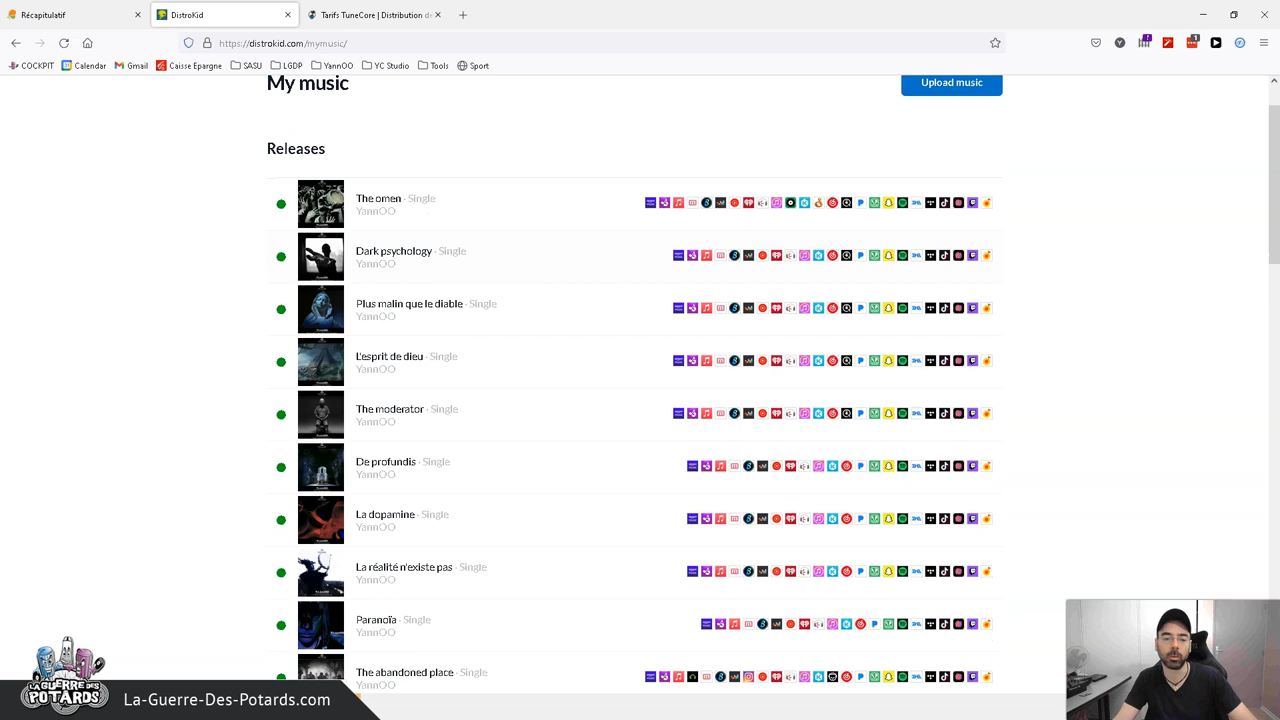 Récapitulatif
DistroKid
Tarifs TuneCore | Distribution de
https://distrokid.com/mymusic/
COCKPIT
Calendar
Gmail
Caisse Epargne
SASU
LGDP
YannOO
YC Studio
Tools
Sport
My music
Upload music
Releases
The omen · Single
YannOO
Dark psychology · Single
YannOO
Plus malin que le diable · Single
YannOO
L'esprit de dieu · Single
YannOO
The moderator · Single
YannOO
De profundis · Single
YannOO
La dopamine · Single
YannOO
La réalité n'existe pas · Single
YannOO
Paranoïa · Single
YannOO
The abandoned place · Single
YannOO
LA GUERRE DES
POTARDS
La-Guerre-Des-Potards.com